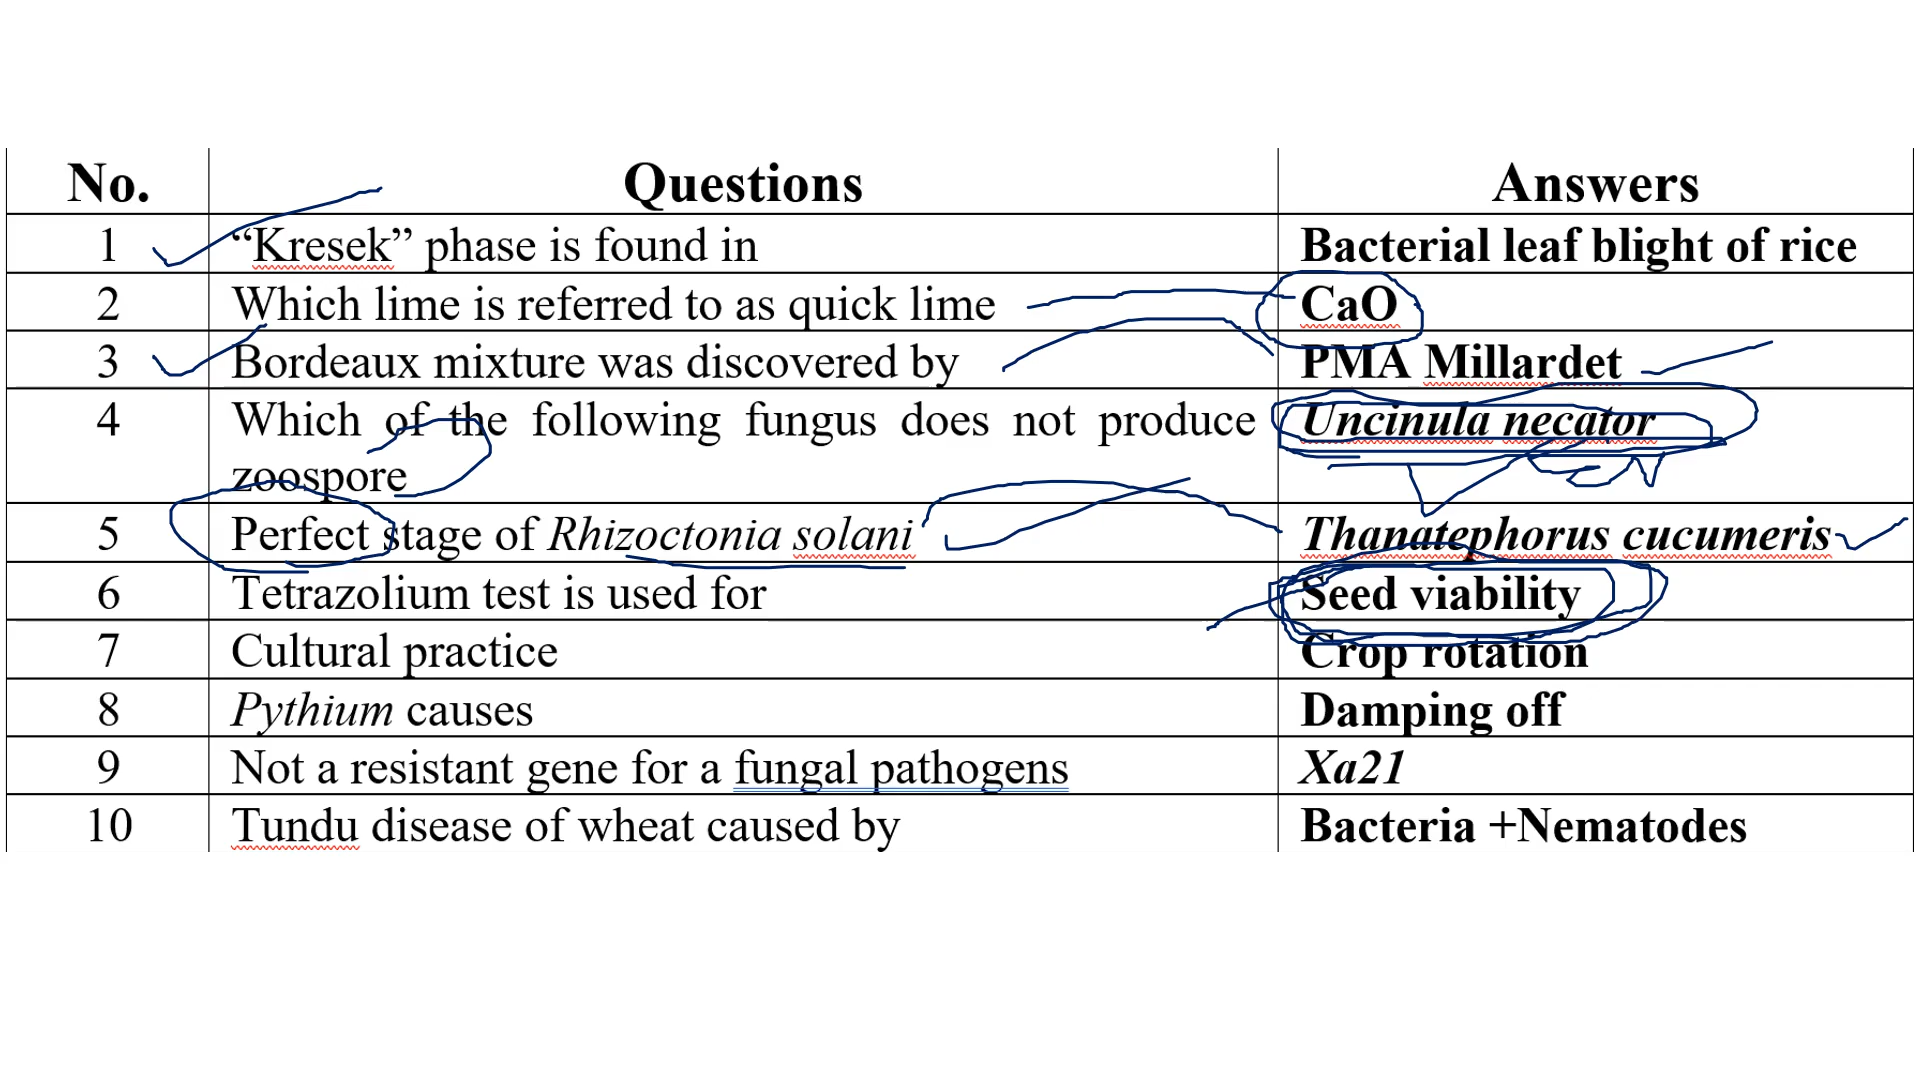 No. Questions Answers
1 “Kresek” phase is found in Bacterial leaf blight of rice
2 Which lime is referred to as quick lime CaO
3 Bordeaux mixture was discovered by PMA Millardet
4 Which of the following fungus does not produce Uncinula necator
zoospore
5 Perfect stage of Rhizoctonia solani Thanatephorus cucumeris
6 Tetrazolium test is used for Seed viability
7 Cultural practice Crop rotation
8 Pythium causes Damping off
9 Not a resistant gene for a fungal pathogens Xa21
10 Tundu disease of wheat caused by Bacteria +Nematodes